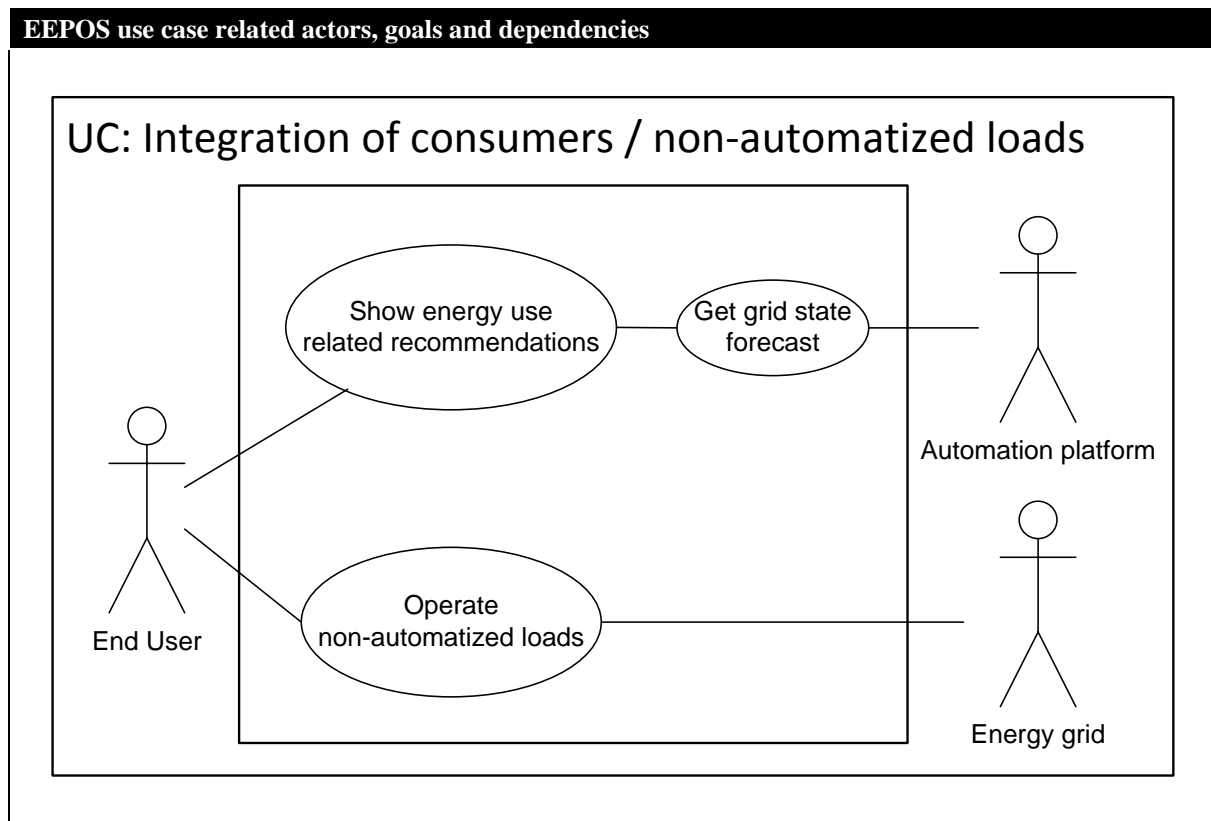 EEPOS use case related actors, goals and dependencies
UC: Integration of consumers / non-automatized loads
Show energy use
related recommendations
Get grid state
forecast
Automation platform
End User
Operate
non-automatized loads
Energy grid